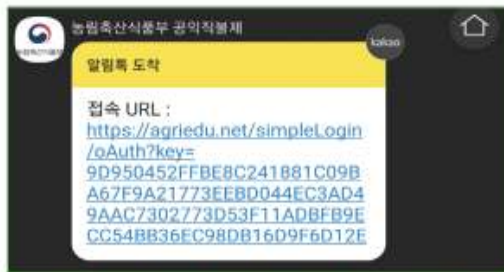 농림축산식품부 공익직불제
kakao
알림톡 도착
접속 URL :
https://agriedu.net/simpleLogin
/oAuth?key=
9D950452FFBE8C241881C09B
A67F9A21773EEBD044EC3AD4
9AAC7302773D53F11ADBFB9E
CC54BB36EC98DB16D9F6D12E